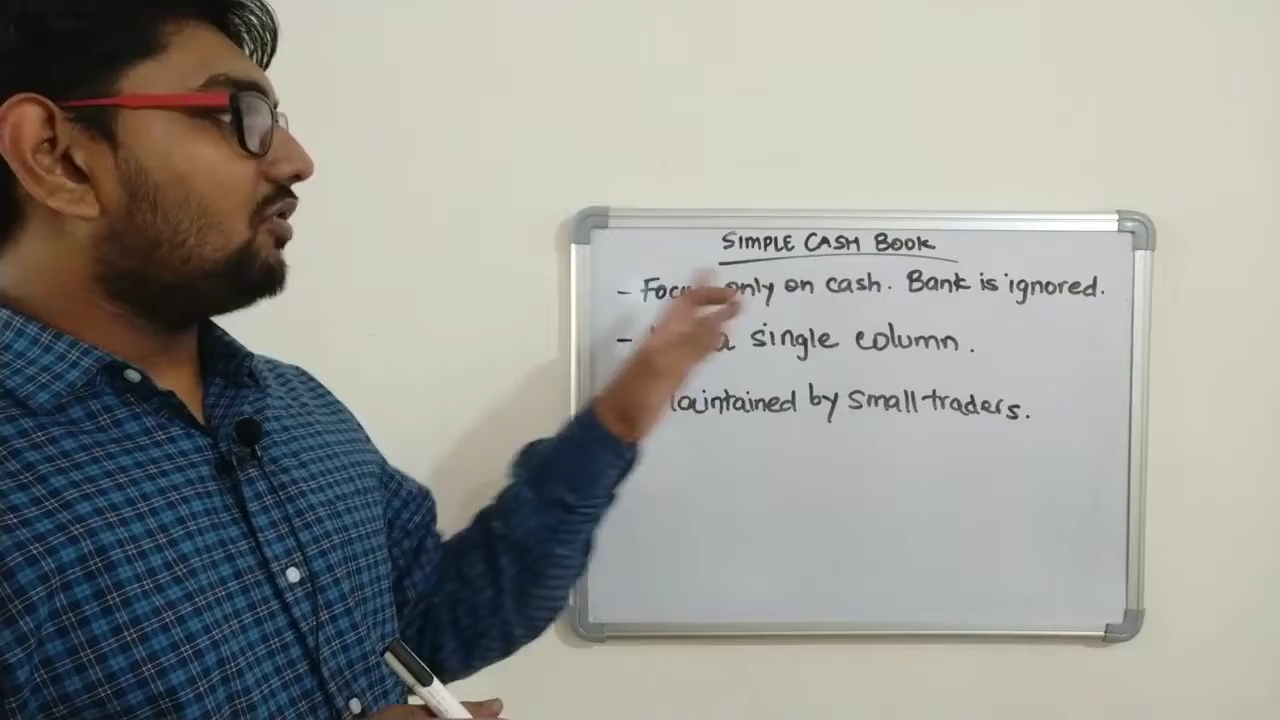 SIMPLE CASH BOOK
- Focus only on cash. Bank is ignored.
- a single column.
Maintained by small traders.